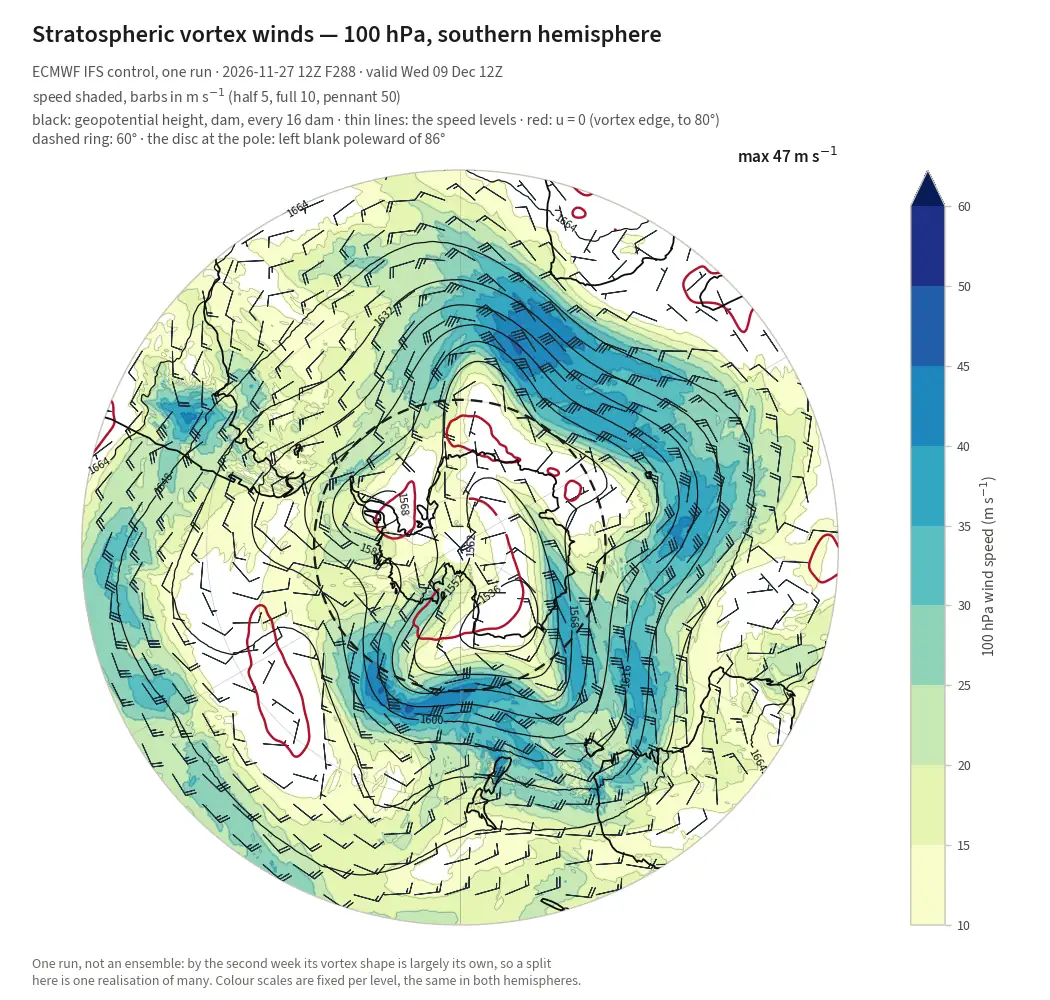 Stratospheric vortex winds — 100 hPa, southern hemisphere
ECMWF IFS control, one run · 2026-11-27 12Z F288 · valid Wed 09 Dec 12Z
speed shaded, barbs in m s⁻¹ (half 5, full 10, pennant 50)
black: geopotential height, dam, every 16 dam · thin lines: the speed levels · red: u = 0 (vortex edge, to 80°)
dashed ring: 60° · the disc at the pole: left blank poleward of 86°
max 47 m s⁻¹
1664
1664
1632
1664
1648
1568
1562
1552
1536
1568
1616
1600
1664
60
50
45
40
35
30
25
20
15
10
100 hPa wind speed (m s⁻¹)
One run, not an ensemble: by the second week its vortex shape is largely its own, so a split
here is one realisation of many. Colour scales are fixed per level, the same in both hemispheres.